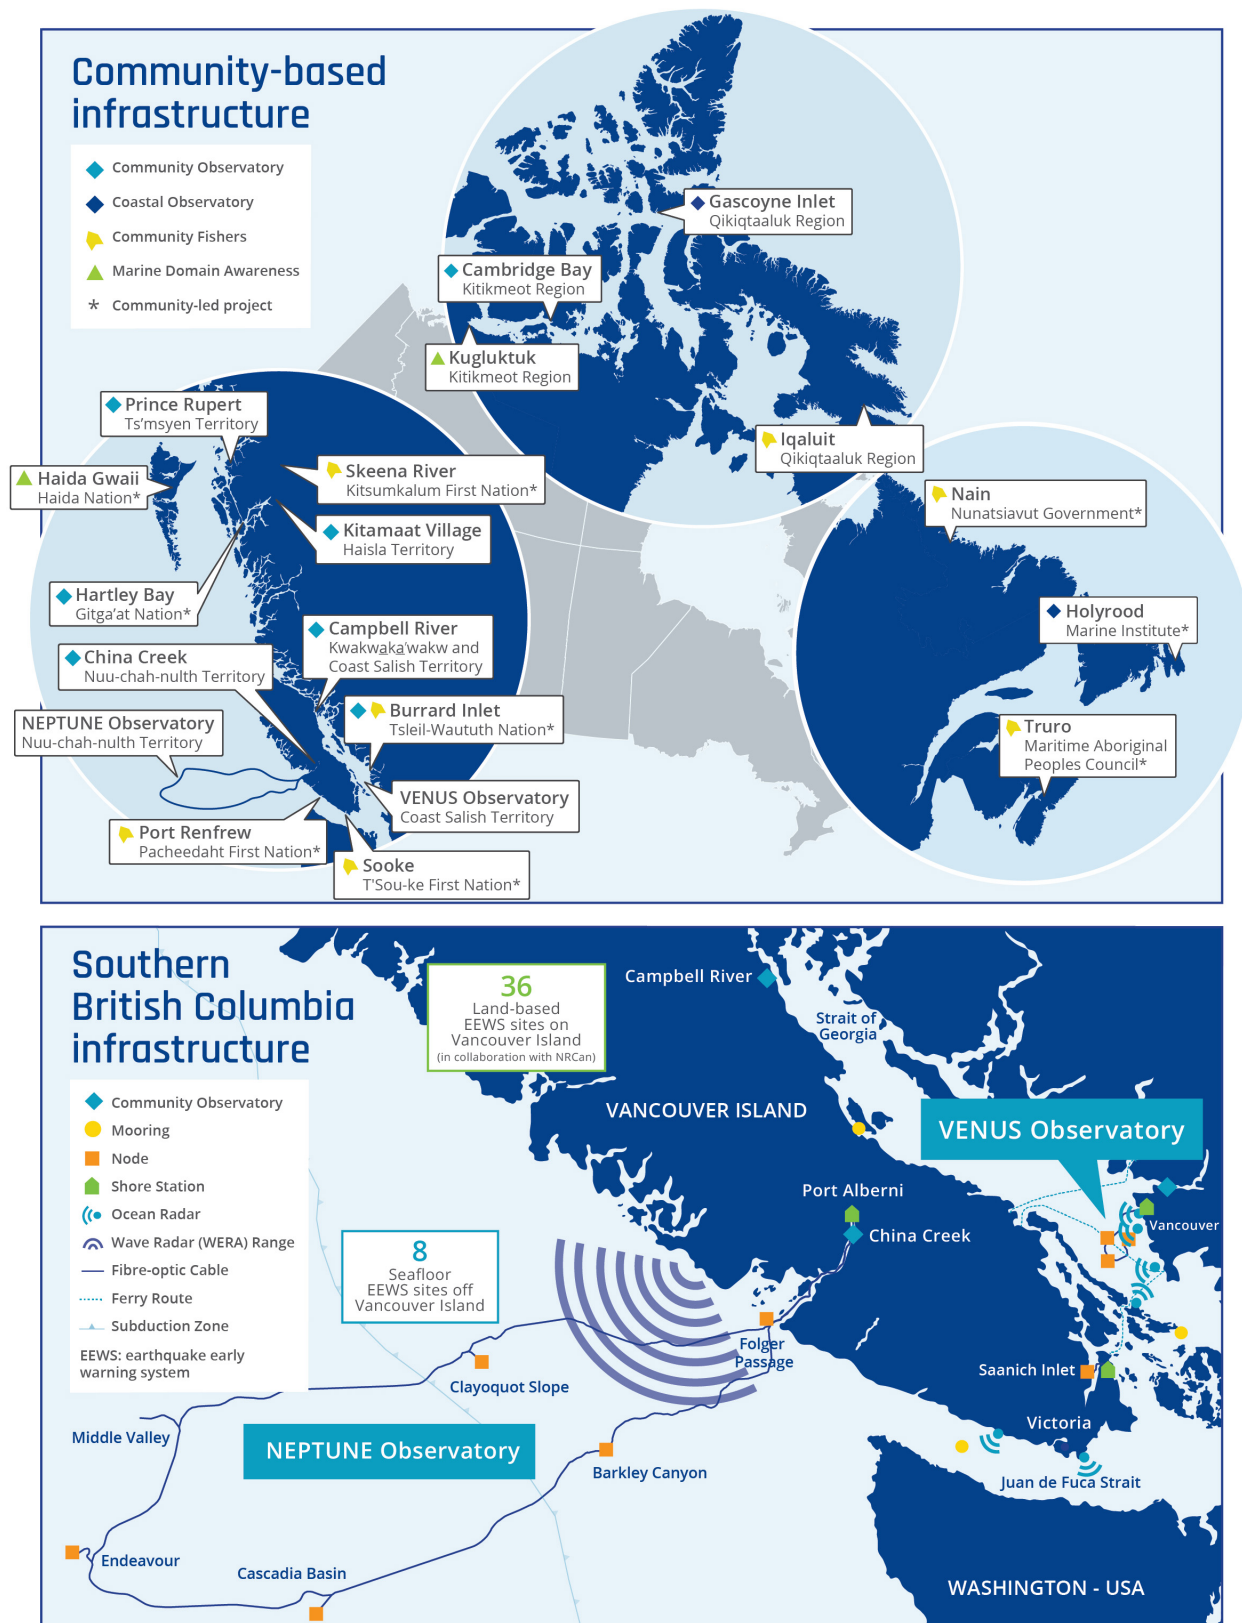 Community-based
infrastructure
Community Observatory
Coastal Observatory
Community Fishers
Marine Domain Awareness
* Community-led project
Gascoyne Inlet
Qikiqtaaluk Region
Cambridge Bay
Kitikmeot Region
Kugluktuk
Kitikmeot Region
Iqaluit
Qikiqtaaluk Region
Prince Rupert
Ts'msyen Territory
Haida Gwaii
Haida Nation*
Skeena River
Kitsumkalum First Nation*
Kitamaat Village
Haisla Territory
Hartley Bay
Gitga'at Nation*
Campbell River
Kwakwa̲ka̲'wakw and
Coast Salish Territory
China Creek
Nuu-chah-nulth Territory
Burrard Inlet
Tsleil-Waututh Nation*
NEPTUNE Observatory
Nuu-chah-nulth Territory
VENUS Observatory
Coast Salish Territory
Port Renfrew
Pacheedaht First Nation*
Sooke
T'Sou-ke First Nation*
Nain
Nunatsiavut Government*
Holyrood
Marine Institute*
Truro
Maritime Aboriginal
Peoples Council*
Southern
British Columbia
infrastructure
Community Observatory
Mooring
Node
Shore Station
Ocean Radar
Wave Radar (WERA) Range
Fibre-optic Cable
Ferry Route
Subduction Zone
EEWS: earthquake early
warning system
36
Land-based
EEWS sites on
Vancouver Island
(in collaboration with NRCan)
8
Seafloor
EEWS sites off
Vancouver Island
Campbell River
Strait of
Georgia
VANCOUVER ISLAND
VENUS Observatory
Port Alberni
China Creek
Vancouver
Folger
Passage
Saanich Inlet
Clayoquot Slope
Victoria
Middle Valley
NEPTUNE Observatory
Barkley Canyon
Juan de Fuca Strait
Endeavour
Cascadia Basin
WASHINGTON - USA